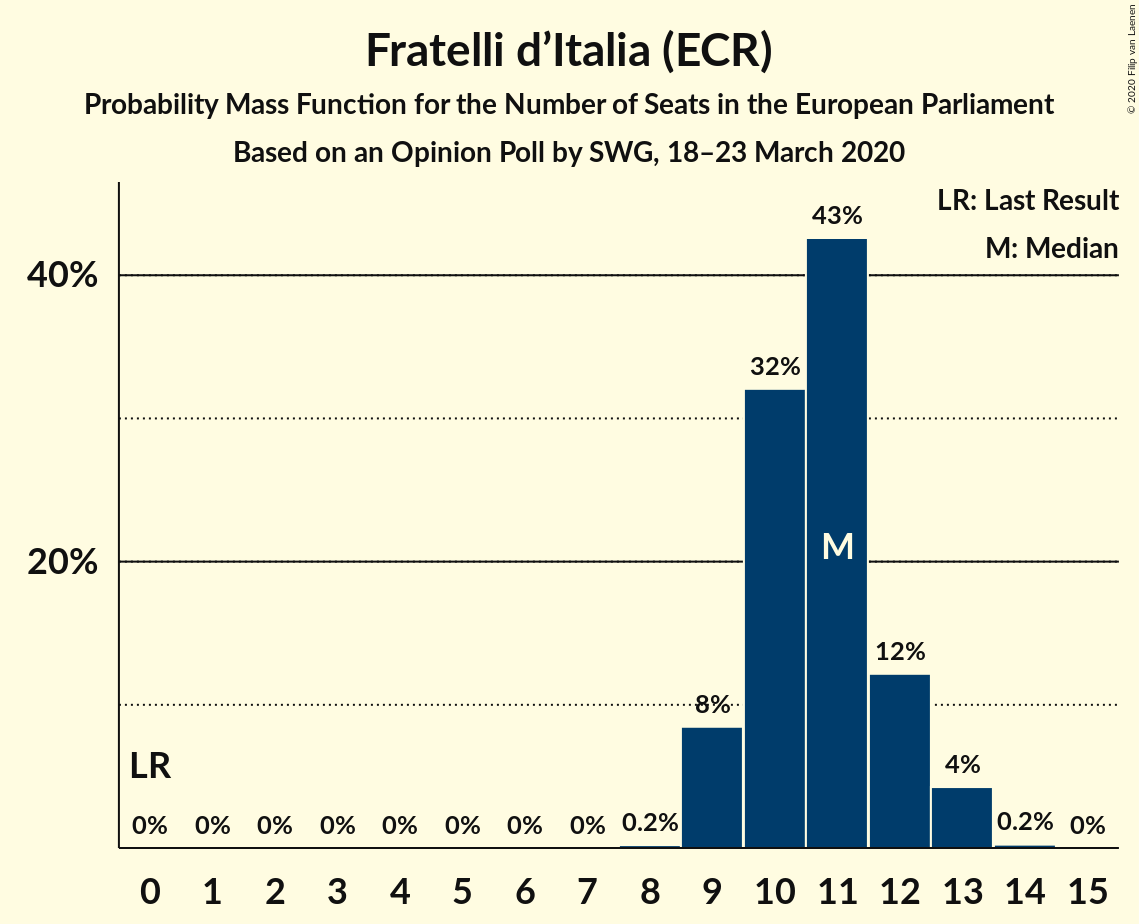 Fratelli d’Italia (ECR)
Probability Mass Function for the Number of Seats in the European Parliament
Based on an Opinion Poll by SWG, 18–23 March 2020
© 2020 Filip van Laenen
LR: Last Result
M: Median
40%
20%
43%
32%
M
12%
8%
4%
LR
0% 0% 0% 0% 0% 0% 0% 0% 0.2% 0.2% 0%
0 1 2 3 4 5 6 7 8 9 10 11 12 13 14 15